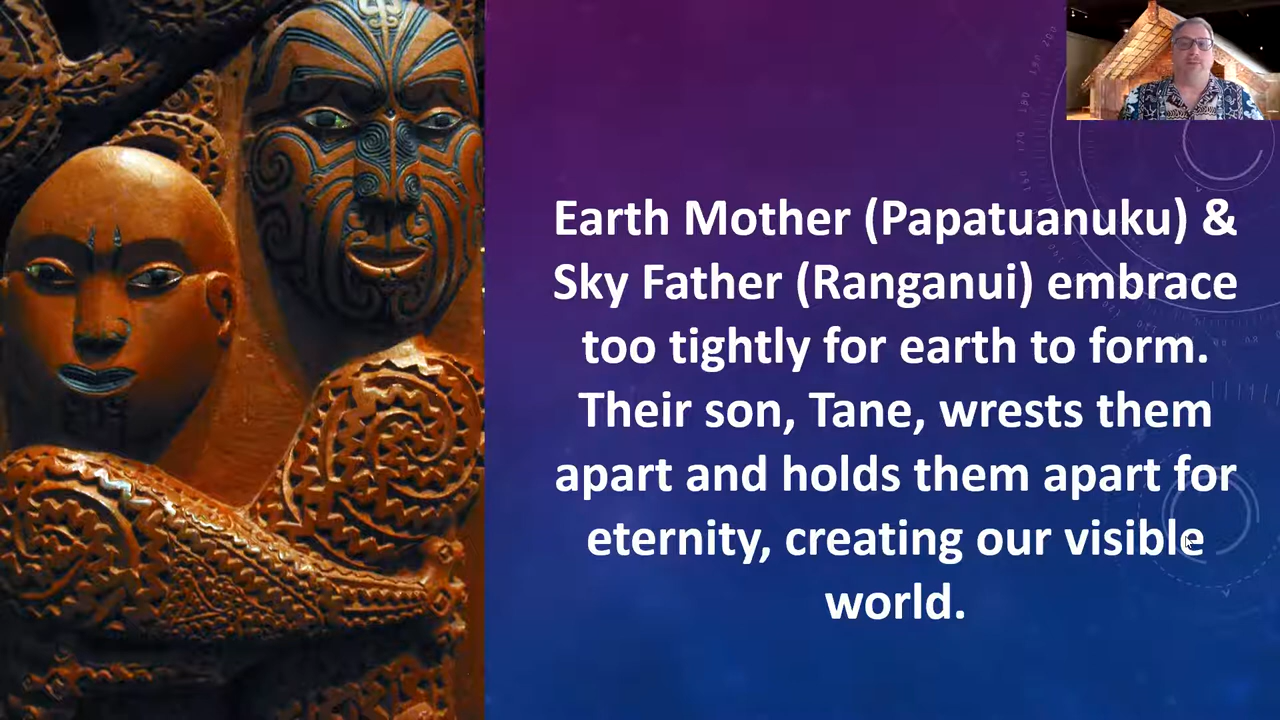 Earth Mother (Papatuanuku) &
Sky Father (Ranganui) embrace
too tightly for earth to form.
Their son, Tane, wrests them
apart and holds them apart for
eternity, creating our visible
world.